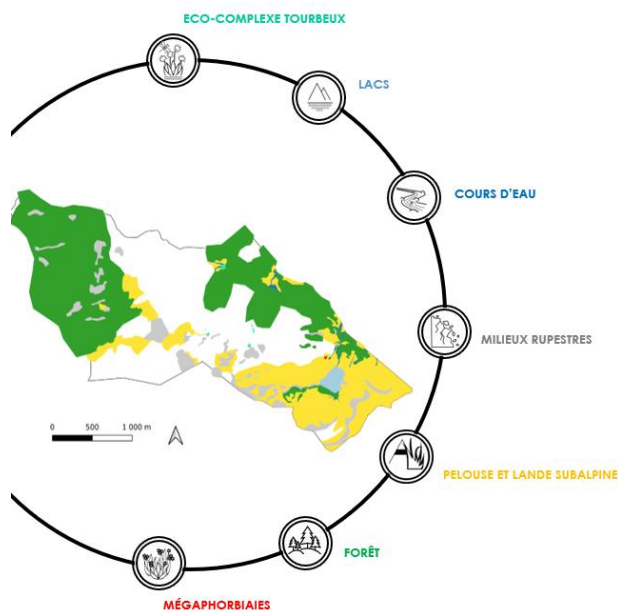 ECO-COMPLEXE TOURBEUX
LACS
COURS D'EAU
MILIEUX RUPESTRES
0 500 1 000 m
PELOUSE ET LANDE SUBALPINE
FORÊT
MÉGAPHORBIAIES